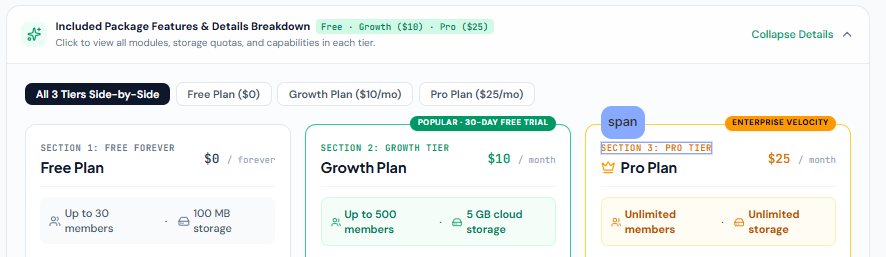 Included Package Features & Details Breakdown Free · Growth ($10) · Pro ($25)
Click to view all modules, storage quotas, and capabilities in each tier.
Collapse Details
All 3 Tiers Side-by-Side Free Plan ($0) Growth Plan ($10/mo) Pro Plan ($25/mo)
SECTION 1: FREE FOREVER
Free Plan
$0 / forever
Up to 30
members
·
100 MB
storage
POPULAR · 30-DAY FREE TRIAL
SECTION 2: GROWTH TIER
Growth Plan
$10 / month
Up to 500
members
·
5 GB cloud
storage
span
ENTERPRISE VELOCITY
SECTION 3: PRO TIER
Pro Plan
$25 / month
Unlimited
members
·
Unlimited
storage